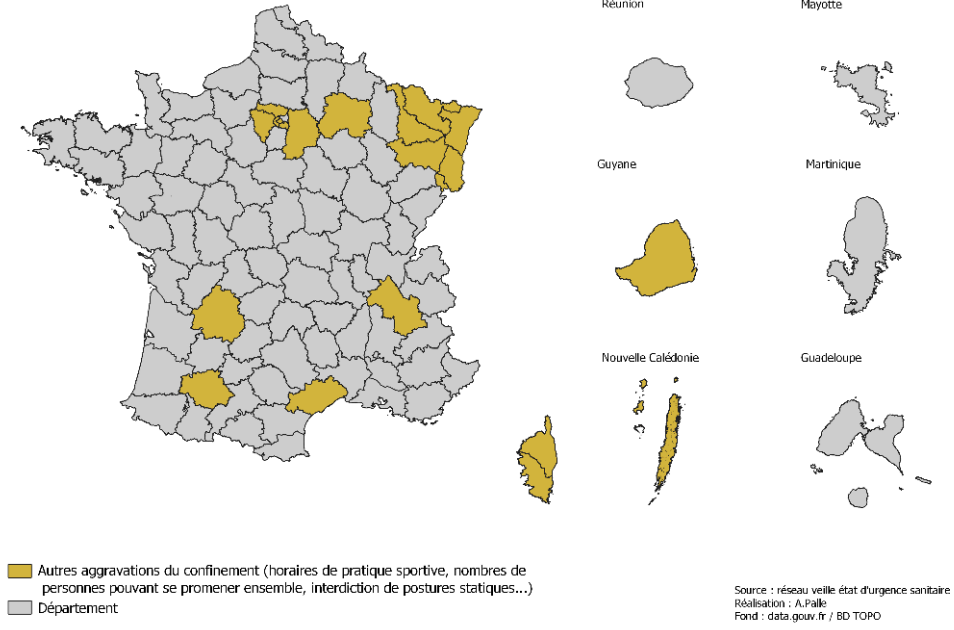 Réunion
Mayotte
Guyane
Martinique
Nouvelle Calédonie
Guadeloupe
Autres aggravations du confinement (horaires de pratique sportive, nombres de
personnes pouvant se promener ensemble, interdiction de postures statiques...)
Département
Source : réseau veille état d'urgence sanitaire
Réalisation : A.Palle
Fond : data.gouv.fr / BD TOPO